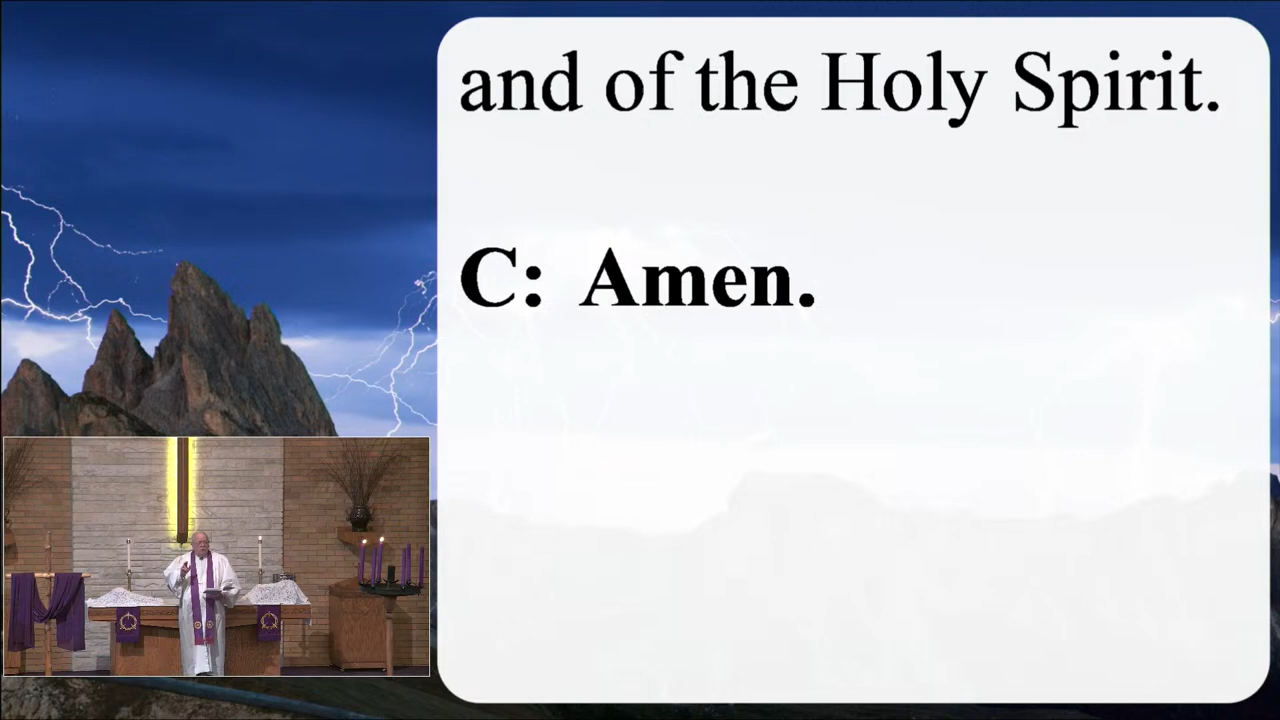 and of the Holy Spirit.
C: Amen.